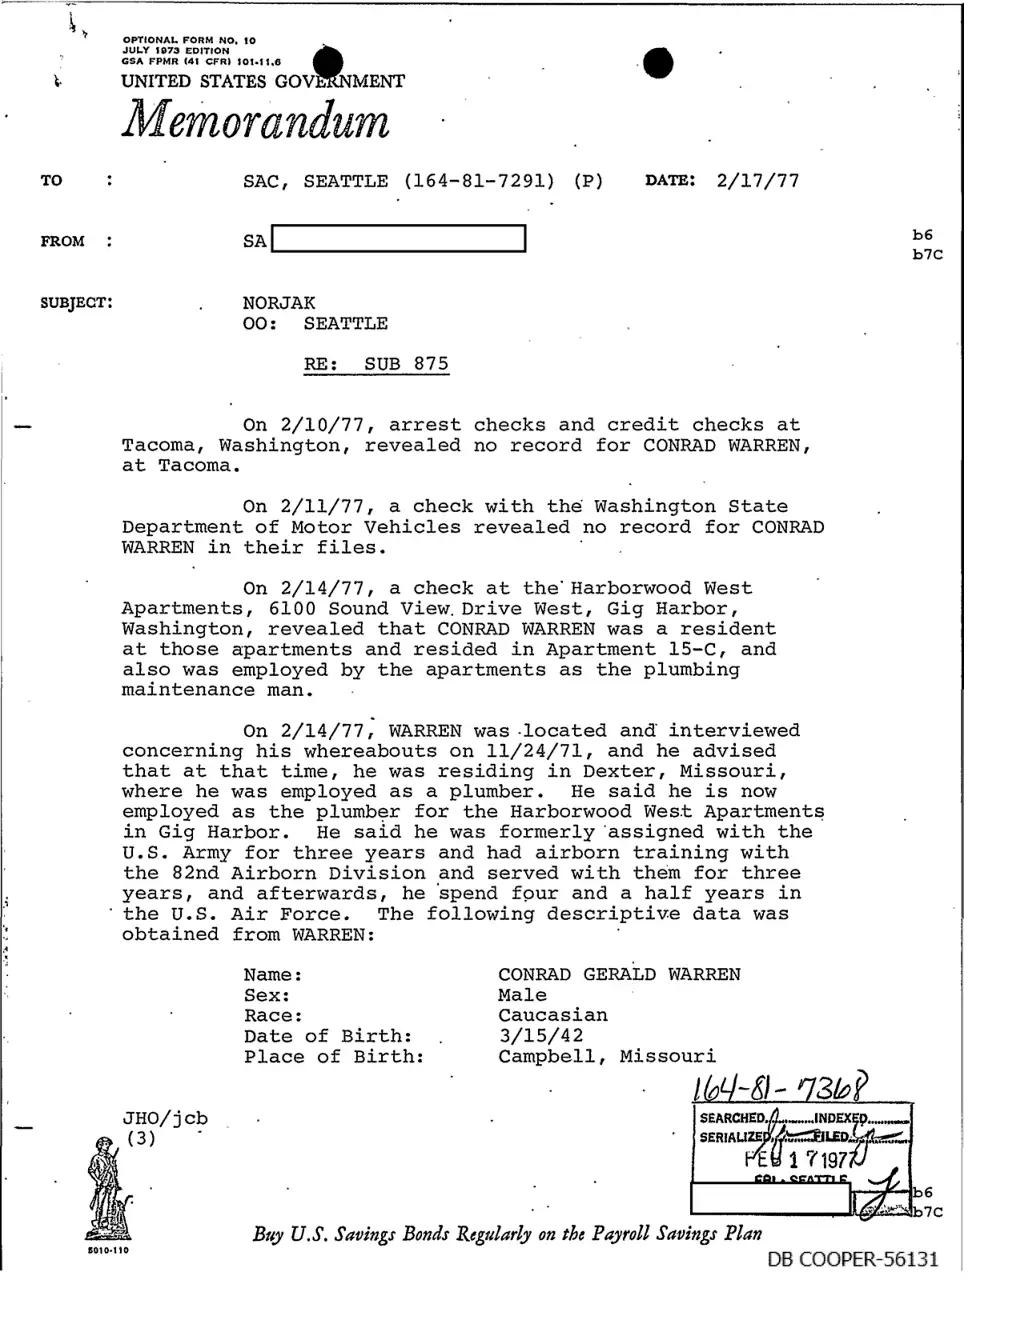 OPTIONAL FORM NO. 10
JULY 1973 EDITION
GSA FPMR (41 CFR) 101-11.6
UNITED STATES GOVERNMENT
Memorandum
TO : SAC, SEATTLE (164-81-7291) (P) DATE: 2/17/77
FROM : SA
b6
b7C
SUBJECT: NORJAK
OO: SEATTLE
RE: SUB 875
On 2/10/77, arrest checks and credit checks at
Tacoma, Washington, revealed no record for CONRAD WARREN,
at Tacoma.
On 2/11/77, a check with the Washington State
Department of Motor Vehicles revealed no record for CONRAD
WARREN in their files.
On 2/14/77, a check at the Harborwood West
Apartments, 6100 Sound View Drive West, Gig Harbor,
Washington, revealed that CONRAD WARREN was a resident
at those apartments and resided in Apartment 15-C, and
also was employed by the apartments as the plumbing
maintenance man.
On 2/14/77, WARREN was located and interviewed
concerning his whereabouts on 11/24/71, and he advised
that at that time, he was residing in Dexter, Missouri,
where he was employed as a plumber. He said he is now
employed as the plumber for the Harborwood West Apartments
in Gig Harbor. He said he was formerly assigned with the
U.S. Army for three years and had airborn training with
the 82nd Airborn Division and served with them for three
years, and afterwards, he spend four and a half years in
the U.S. Air Force. The following descriptive data was
obtained from WARREN:
Name: CONRAD GERALD WARREN
Sex: Male
Race: Caucasian
Date of Birth: 3/15/42
Place of Birth: Campbell, Missouri
164-81-7368
JHO/jcb
(3)
SEARCHED INDEXED
SERIALIZED FILED
FEB 17 1977
FBI - SEATTLE
b6
b7C
Buy U.S. Savings Bonds Regularly on the Payroll Savings Plan
5010-110
DB COOPER-56131